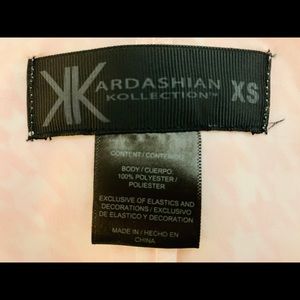 KARDASHIAN
KOLLECTION™
XS
CONTENT / CONTENIDO
BODY / CUERPO:
100% POLYESTER /
POLIESTER
EXCLUSIVE OF ELASTICS AND
DECORATIONS / EXCLUSIVO
DE ELASTICO Y DECORATION
MADE IN / HECHO EN
CHINA